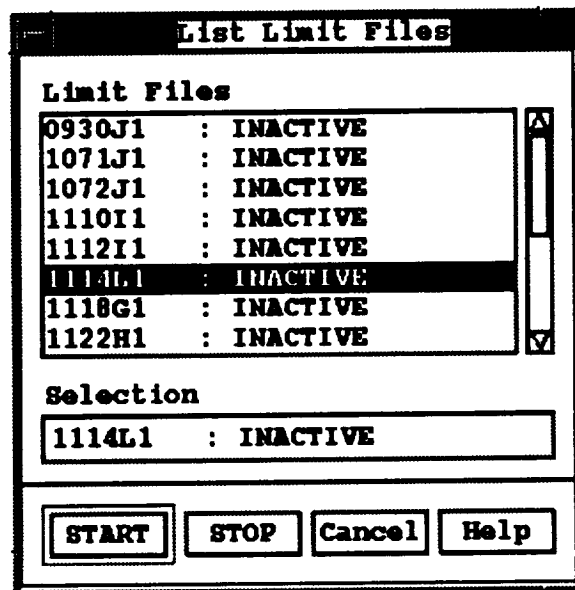 List Limit Files
Limit Files
0930J1 : INACTIVE
1071J1 : INACTIVE
1072J1 : INACTIVE
1110I1 : INACTIVE
1112I1 : INACTIVE
1114L1 : INACTIVE
1118G1 : INACTIVE
1122H1 : INACTIVE
Selection
1114L1 : INACTIVE
START STOP Cancel Help